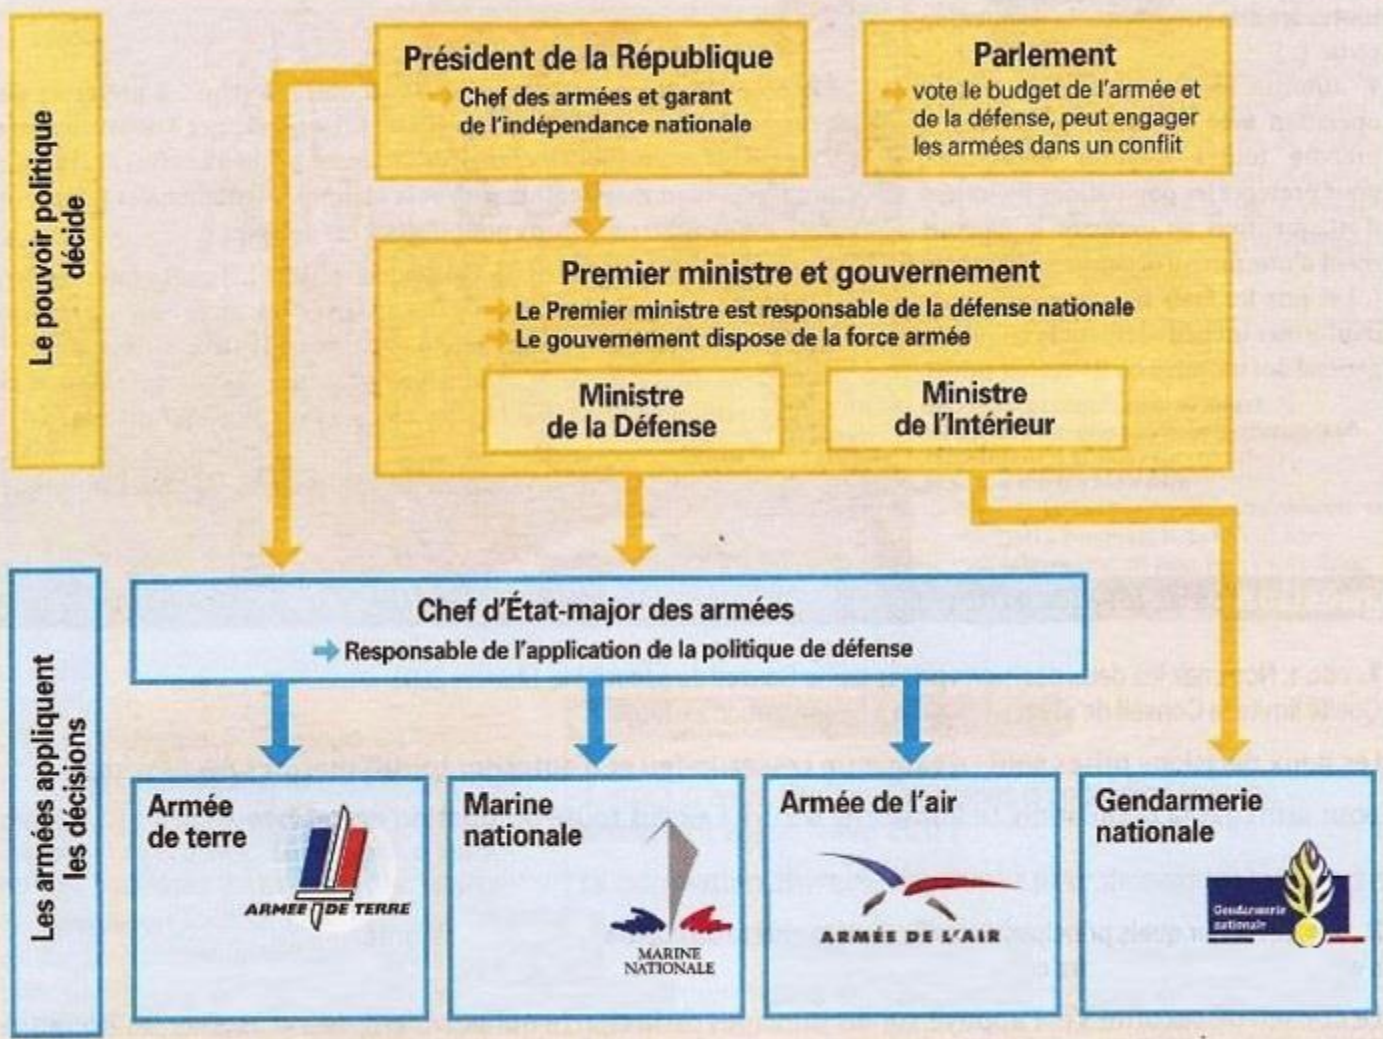 Le pouvoir politique
décide
Président de la République
Chef des armées et garant
de l'indépendance nationale
Parlement
vote le budget de l'armée et
de la défense, peut engager
les armées dans un conflit
Premier ministre et gouvernement
Le Premier ministre est responsable de la défense nationale
Le gouvernement dispose de la force armée
Ministre
de la Défense
Ministre
de l'Intérieur
Les armées appliquent
les décisions
Chef d'État-major des armées
Responsable de l'application de la politique de défense
Armée
de terre
ARMEE DE TERRE
Marine
nationale
MARINE
NATIONALE
Armée de l'air
ARMÉE DE L'AIR
Gendarmerie
nationale
Gendarmerie
nationale